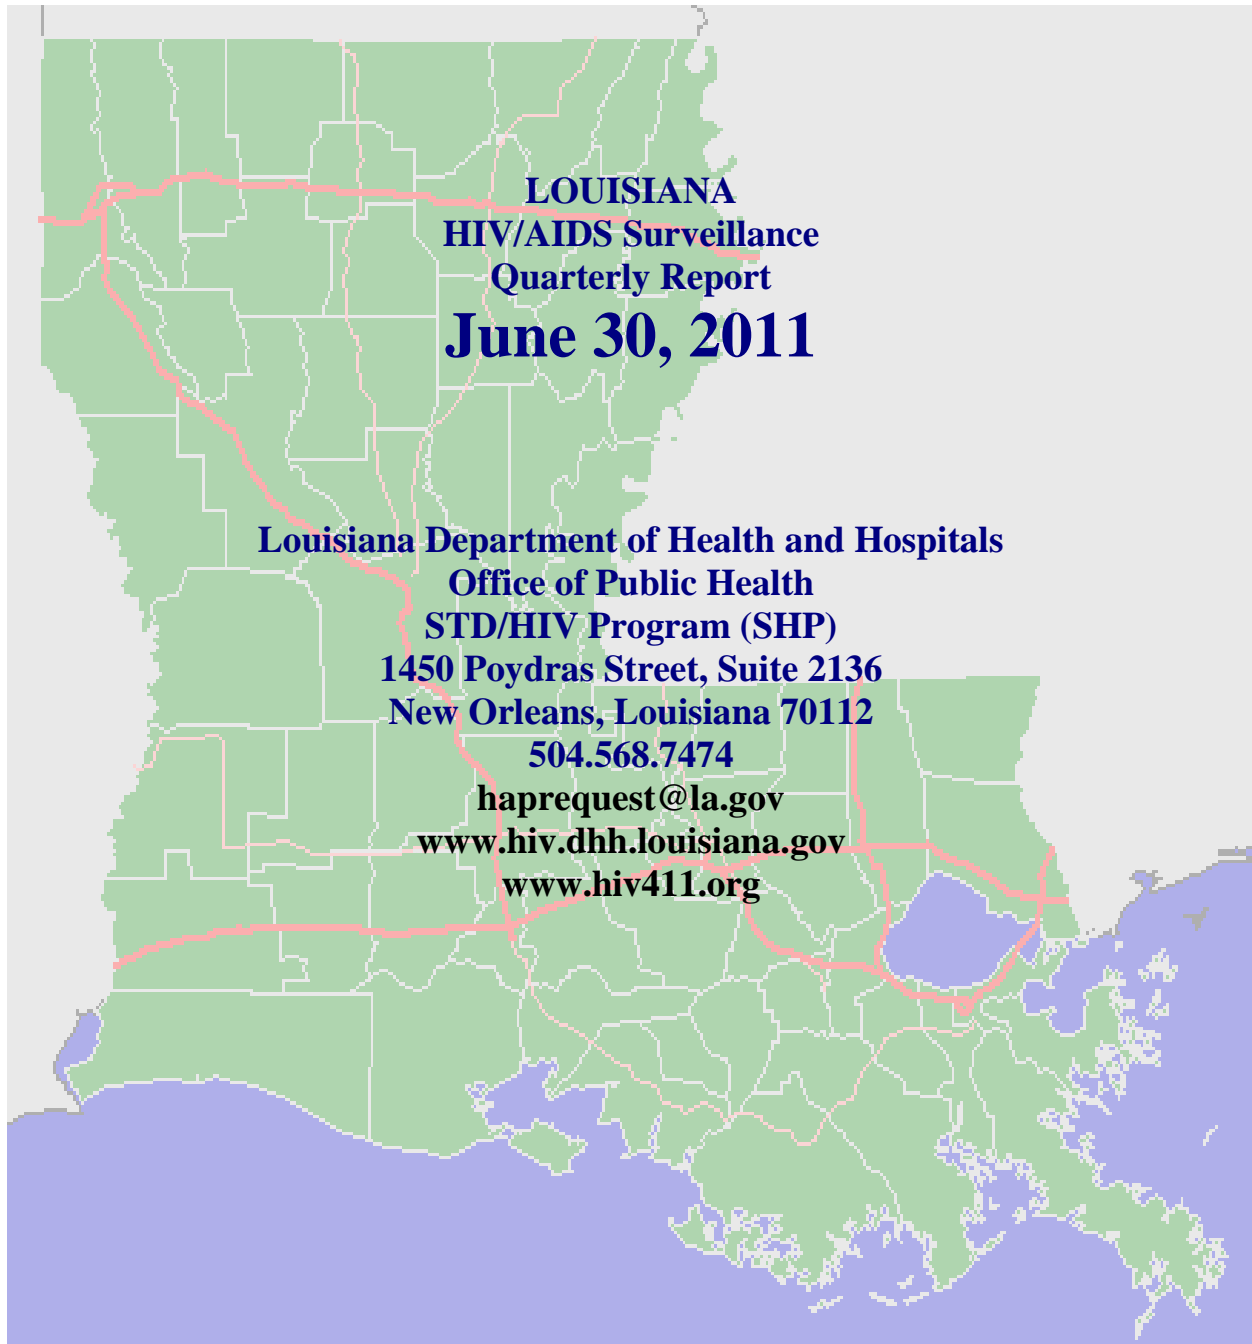 LOUISIANA
HIV/AIDS Surveillance
Quarterly Report
June 30, 2011
Louisiana Department of Health and Hospitals
Office of Public Health
STD/HIV Program (SHP)
1450 Poydras Street, Suite 2136
New Orleans, Louisiana 70112
504.568.7474
haprequest@la.gov
www.hiv.dhh.louisiana.gov
www.hiv411.org